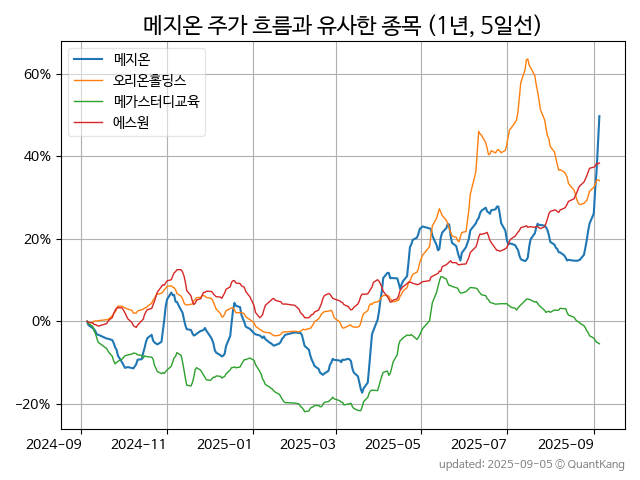 메지온 주가 흐름과 유사한 종목 (1년, 5일선)
메지온
오리온홀딩스
메가스터디교육
에스원
60%
40%
20%
0%
−20%
2024-09 2024-11 2025-01 2025-03 2025-05 2025-07 2025-09
updated: 2025-09-05 © QuantKang